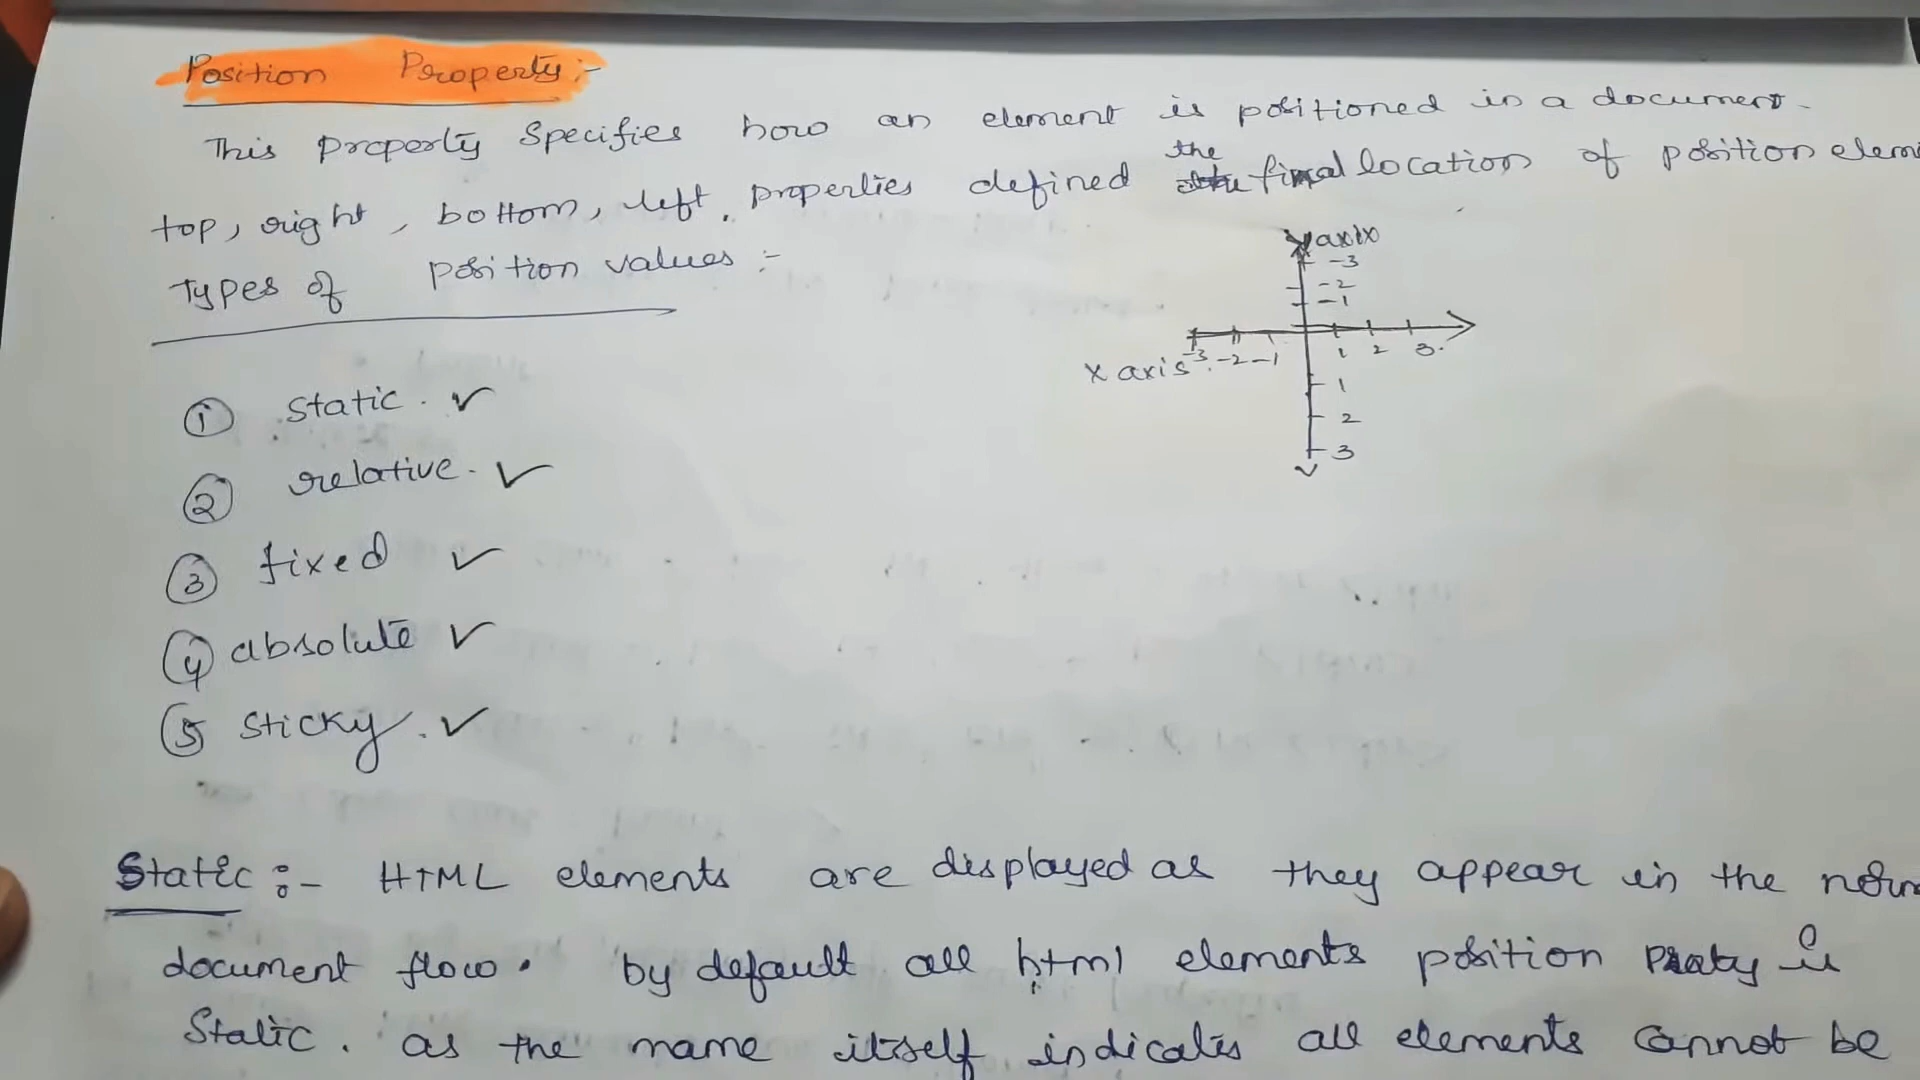 Position Property:-
This property specifies how an element is positioned in a document.
top, right, bottom, left, properties defined the final location of position elem
Types of position values :-
y axix
-3
-2
-1
x axis -3 -2 -1 1 2 3
1
2
3
① static. ✓
② relative. ✓
③ fixed ✓
④ absolute ✓
⑤ sticky. ✓
Static :- HTML elements are displayed as they appear in the norm
document flow. by default all html elements position is
Static. as the name itself indicates all elements cannot be